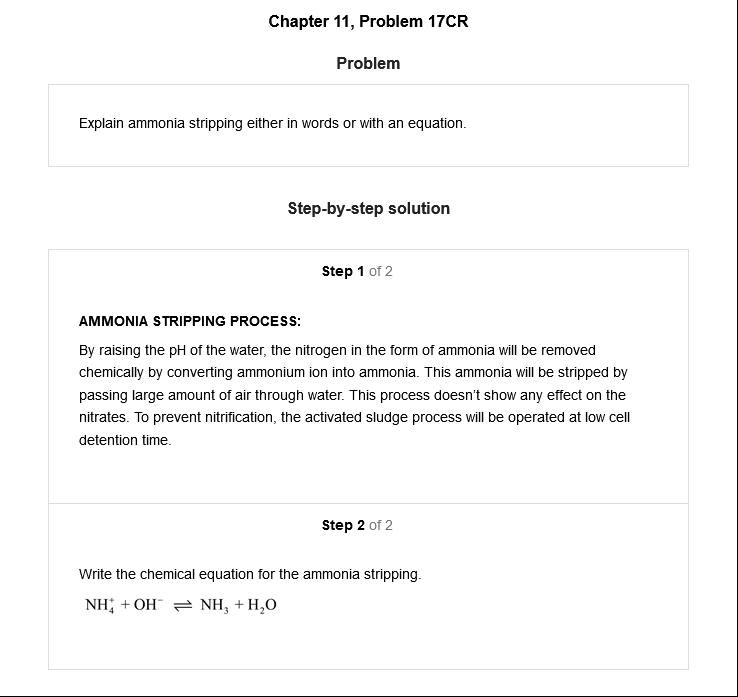 Chapter 11, Problem 17CR
Problem
Explain ammonia stripping either in words or with an equation.
Step-by-step solution
Step 1 of 2
AMMONIA STRIPPING PROCESS:
By raising the pH of the water, the nitrogen in the form of ammonia will be removed
chemically by converting ammonium ion into ammonia. This ammonia will be stripped by
passing large amount of air through water. This process doesn't show any effect on the
nitrates. To prevent nitrification, the activated sludge process will be operated at low cell
detention time.
Step 2 of 2
Write the chemical equation for the ammonia stripping.
NH₄⁺ + OH⁻ ⇌ NH₃ + H₂O